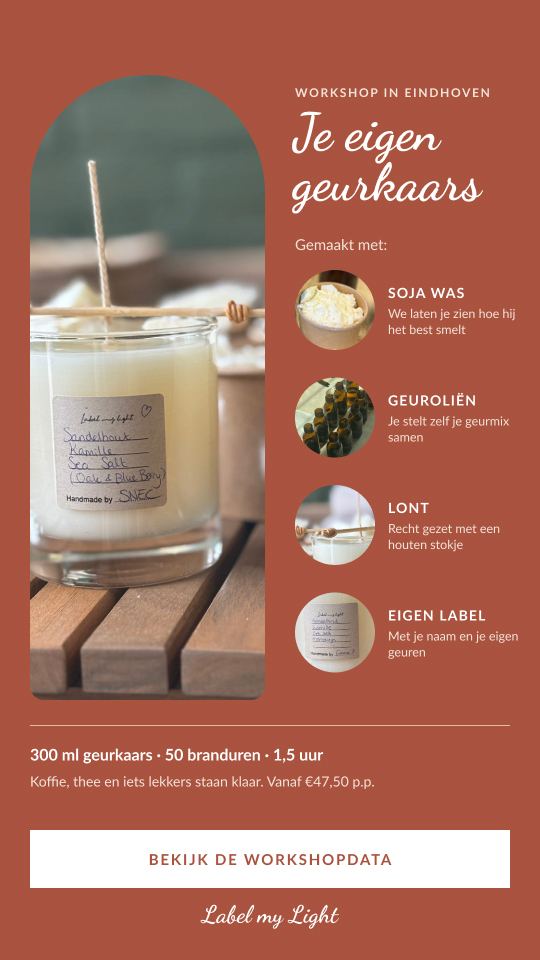 WORKSHOP IN EINDHOVEN
Je eigen
geurkaars
Gemaakt met:
SOJA WAS
We laten je zien hoe hij
het best smelt
GEUROLIËN
Je stelt zelf je geurmix
samen
LONT
Recht gezet met een
houten stokje
EIGEN LABEL
Met je naam en je eigen
geuren
Label my light
Sandelhout
Kamille
Sea Salt
(Oak & Blue Berry)
Handmade by SNEC
300 ml geurkaars · 50 branduren · 1,5 uur
Koffie, thee en iets lekkers staan klaar. Vanaf €47,50 p.p.
BEKIJK DE WORKSHOPDATA
Label my Light